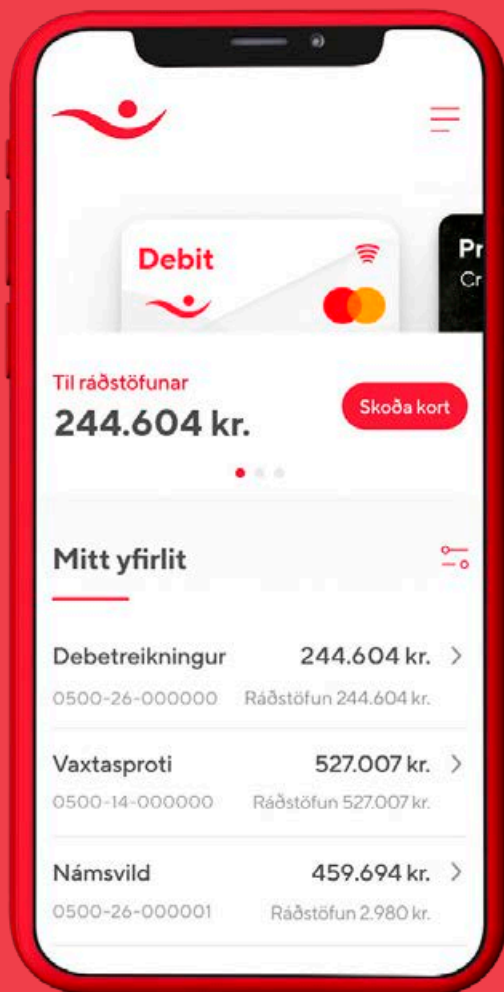 Debit
Pr
Cr
Til ráðstöfunar
244.604 kr.
Skoða kort
Mitt yfirlit
Debetreikningur 244.604 kr.
0500-26-000000 Ráðstöfun 244.604 kr.
Vaxtasproti 527.007 kr.
0500-14-000000 Ráðstöfun 527.007 kr.
Námsvild 459.694 kr.
0500-26-000001 Ráðstöfun 2.980 kr.